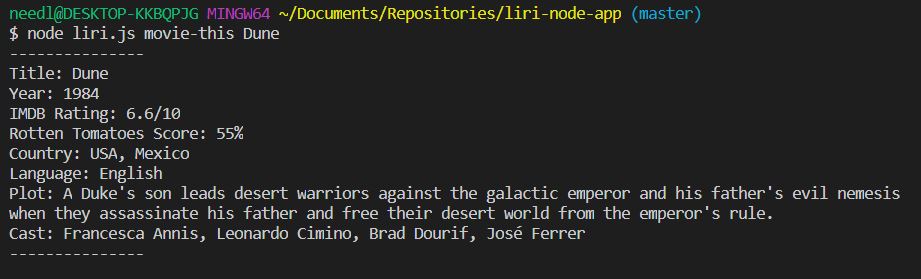 needl@DESKTOP-KKBQPJG MINGW64 ~/Documents/Repositories/liri-node-app (master)
$ node liri.js movie-this Dune
---------------
Title: Dune
Year: 1984
IMDB Rating: 6.6/10
Rotten Tomatoes Score: 55%
Country: USA, Mexico
Language: English
Plot: A Duke's son leads desert warriors against the galactic emperor and his father's evil nemesis
when they assassinate his father and free their desert world from the emperor's rule.
Cast: Francesca Annis, Leonardo Cimino, Brad Dourif, José Ferrer
---------------